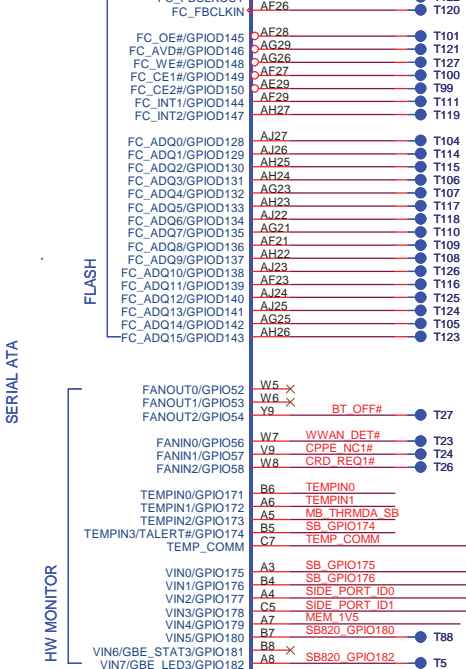 FC_FBCLKIN AF26 T120
FC_OE#/GPIOD145 AF28 T101
FC_AVD#/GPIOD146 AG29 T121
FC_WE#/GPIOD148 AG26 T127
FC_CE1#/GPIOD149 AF27 T100
FC_CE2#/GPIOD150 AE29 T99
FC_INT1/GPIOD144 AF29 T111
FC_INT2/GPIOD147 AH27 T119
FC_ADQ0/GPIOD128 AJ27 T104
FC_ADQ1/GPIOD129 AJ26 T114
FC_ADQ2/GPIOD130 AH25 T115
FC_ADQ3/GPIOD131 AH24 T106
FC_ADQ4/GPIOD132 AG23 T107
FC_ADQ5/GPIOD133 AH23 T117
FC_ADQ6/GPIOD134 AJ22 T118
FC_ADQ7/GPIOD135 AG21 T110
FC_ADQ8/GPIOD136 AF21 T109
FC_ADQ9/GPIOD137 AH22 T108
FC_ADQ10/GPIOD138 AJ23 T126
FC_ADQ11/GPIOD139 AF23 T116
FC_ADQ12/GPIOD140 AJ24 T125
FC_ADQ13/GPIOD141 AJ25 T124
FC_ADQ14/GPIOD142 AG25 T105
FC_ADQ15/GPIOD143 AH26 T123
FLASH
SERIAL ATA
FANOUT0/GPIO52 W5
FANOUT1/GPIO53 W6
FANOUT2/GPIO54 Y9 BT_OFF# T27
FANIN0/GPIO56 W7 WWAN_DET# T23
FANIN1/GPIO57 V9 CPPE_NC1# T24
FANIN2/GPIO58 W8 CRD_REQ1# T26
TEMPIN0/GPIO171 B6 TEMPIN0
TEMPIN1/GPIO172 A6 TEMPIN1
TEMPIN2/GPIO173 A5 MB_THRMDA_SB
TEMPIN3/TALERT#/GPIO174 B5 SB_GPIO174
TEMP_COMM C7 TEMP_COMM
HW MONITOR
VIN0/GPIO175 A3 SB_GPIO175
VIN1/GPIO176 B4 SB_GPIO176
VIN2/GPIO177 A4 SIDE_PORT_ID0
VIN3/GPIO178 C5 SIDE_PORT_ID1
VIN4/GPIO179 A7 MEM_1V5
VIN5/GPIO180 B7 SB820_GPIO180 T88
VIN6/GBE_STAT3/GPIO181 B8
VIN7/GBE_LED3/GPIO182 A8 SB820_GPIO182 T5